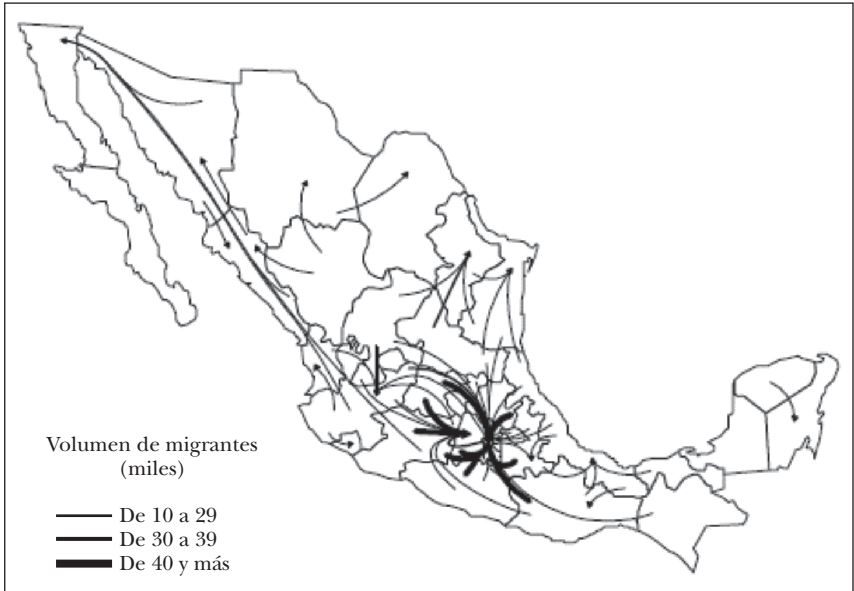 Volumen de migrantes
(miles)
De 10 a 29
De 30 a 39
De 40 y más